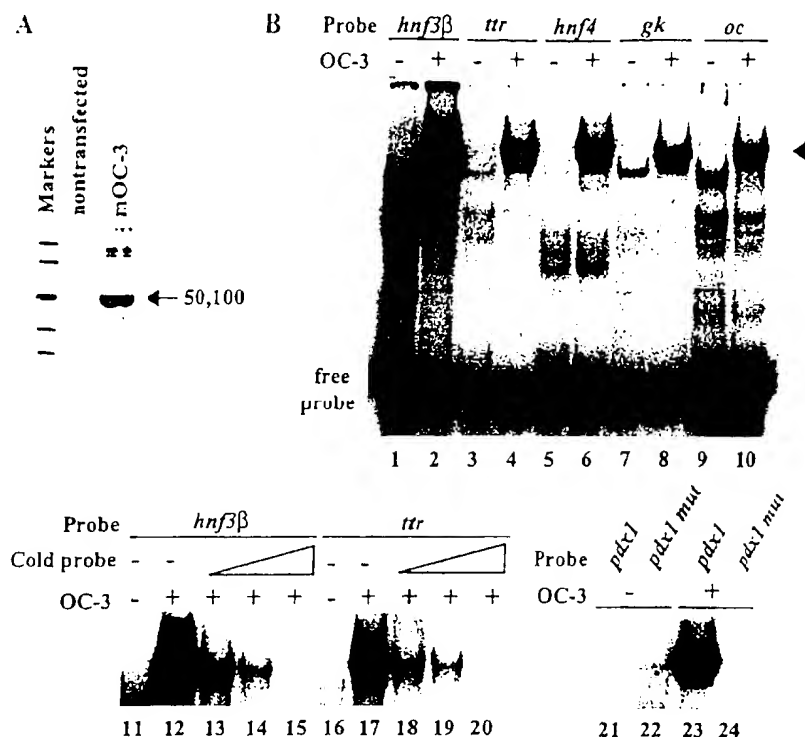 A
Markers
nontransfected
mOC-3
50,100
B
Probe hnf3β ttr hnf4 gk oc
OC-3 - + - + - + - + - +
free
probe
1 2 3 4 5 6 7 8 9 10
Probe hnf3β ttr
Cold probe - - - -
OC-3 - + + + + - + + + +
11 12 13 14 15 16 17 18 19 20
Probe pdx1 pdx1 mut pdx1 pdx1 mut
OC-3 - +
21 22 23 24